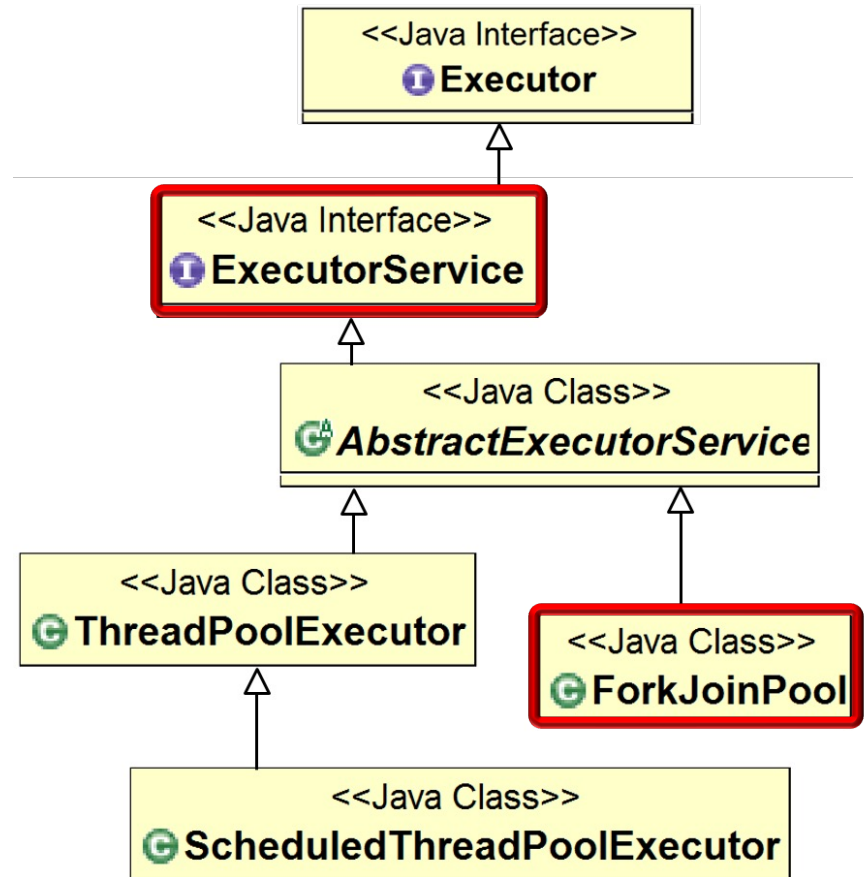 <<Java Interface>>
I Executor
<<Java Interface>>
I ExecutorService
<<Java Class>>
C A AbstractExecutorService
<<Java Class>>
C ThreadPoolExecutor
<<Java Class>>
C ForkJoinPool
<<Java Class>>
C ScheduledThreadPoolExecutor